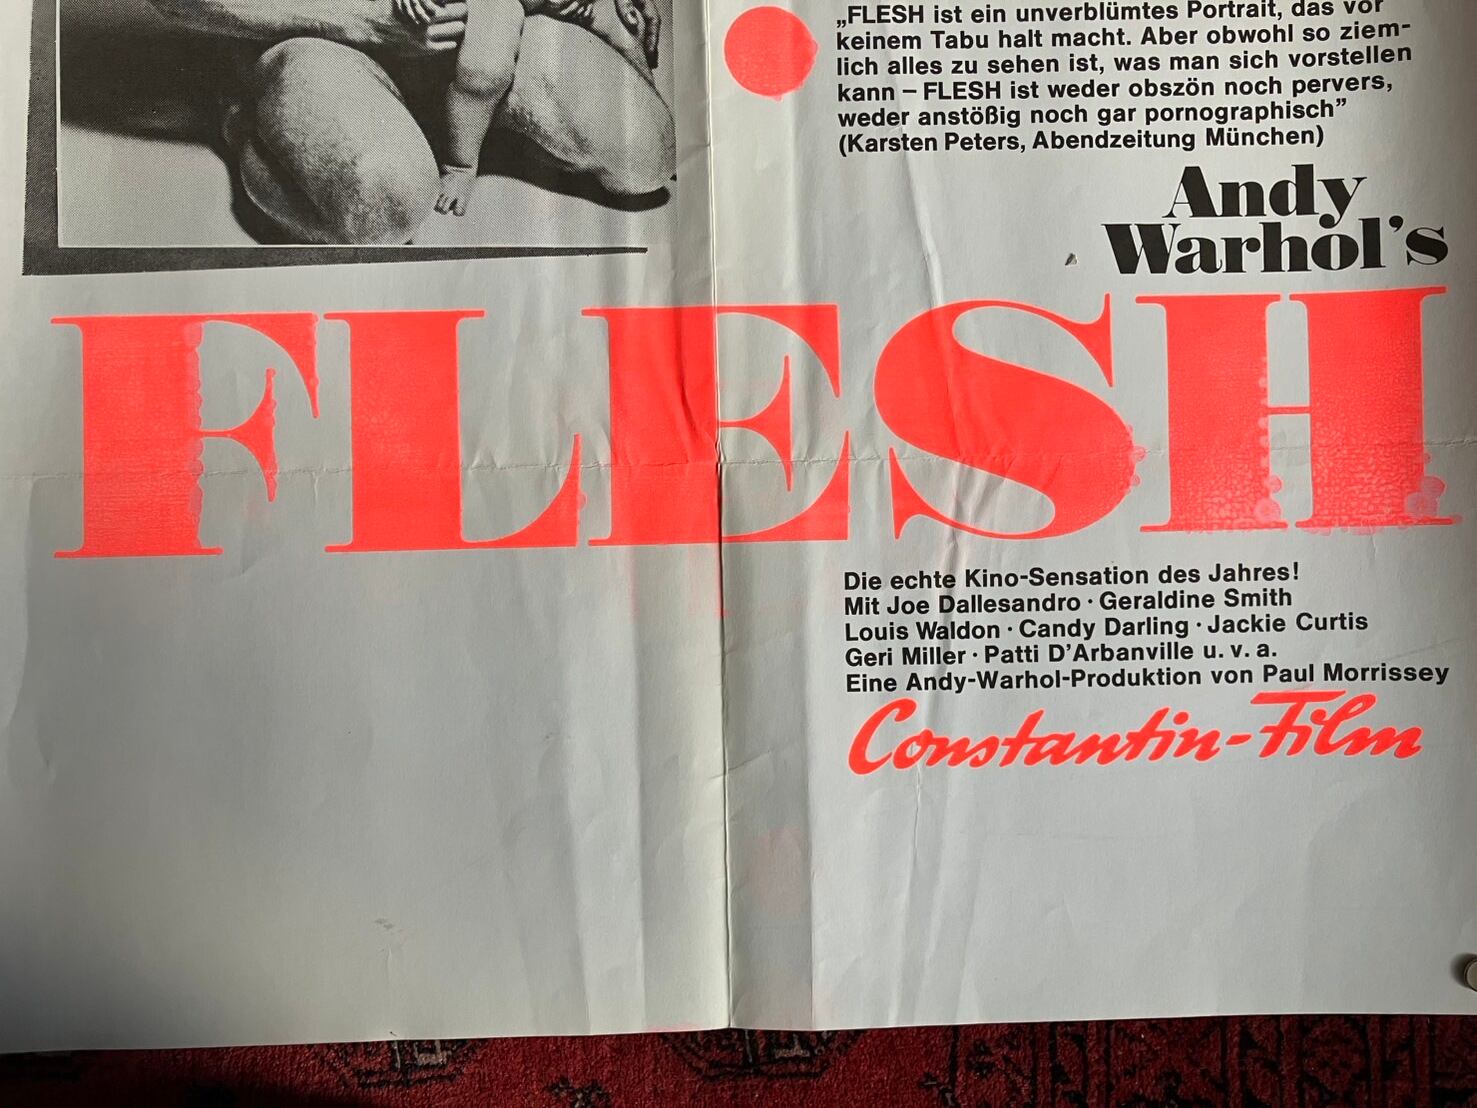 „FLESH ist ein unverblümtes Portrait, das vor
keinem Tabu halt macht. Aber obwohl so ziem-
lich alles zu sehen ist, was man sich vorstellen
kann – FLESH ist weder obszön noch pervers,
weder anstößig noch gar pornographisch”
(Karsten Peters, Abendzeitung München)
Andy
Warhol's
FLESH
Die echte Kino-Sensation des Jahres!
Mit Joe Dallesandro · Geraldine Smith
Louis Waldon · Candy Darling · Jackie Curtis
Geri Miller · Patti D'Arbanville u. v. a.
Eine Andy-Warhol-Produktion von Paul Morrissey
Constantin-Film